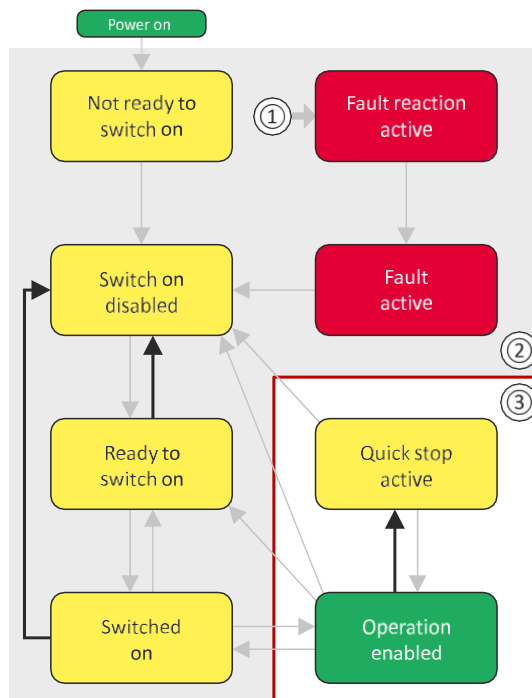 Power on
Not ready to
switch on
①
Fault reaction
active
Switch on
disabled
Fault
active
②
③
Ready to
switch on
Quick stop
active
Switched
on
Operation
enabled